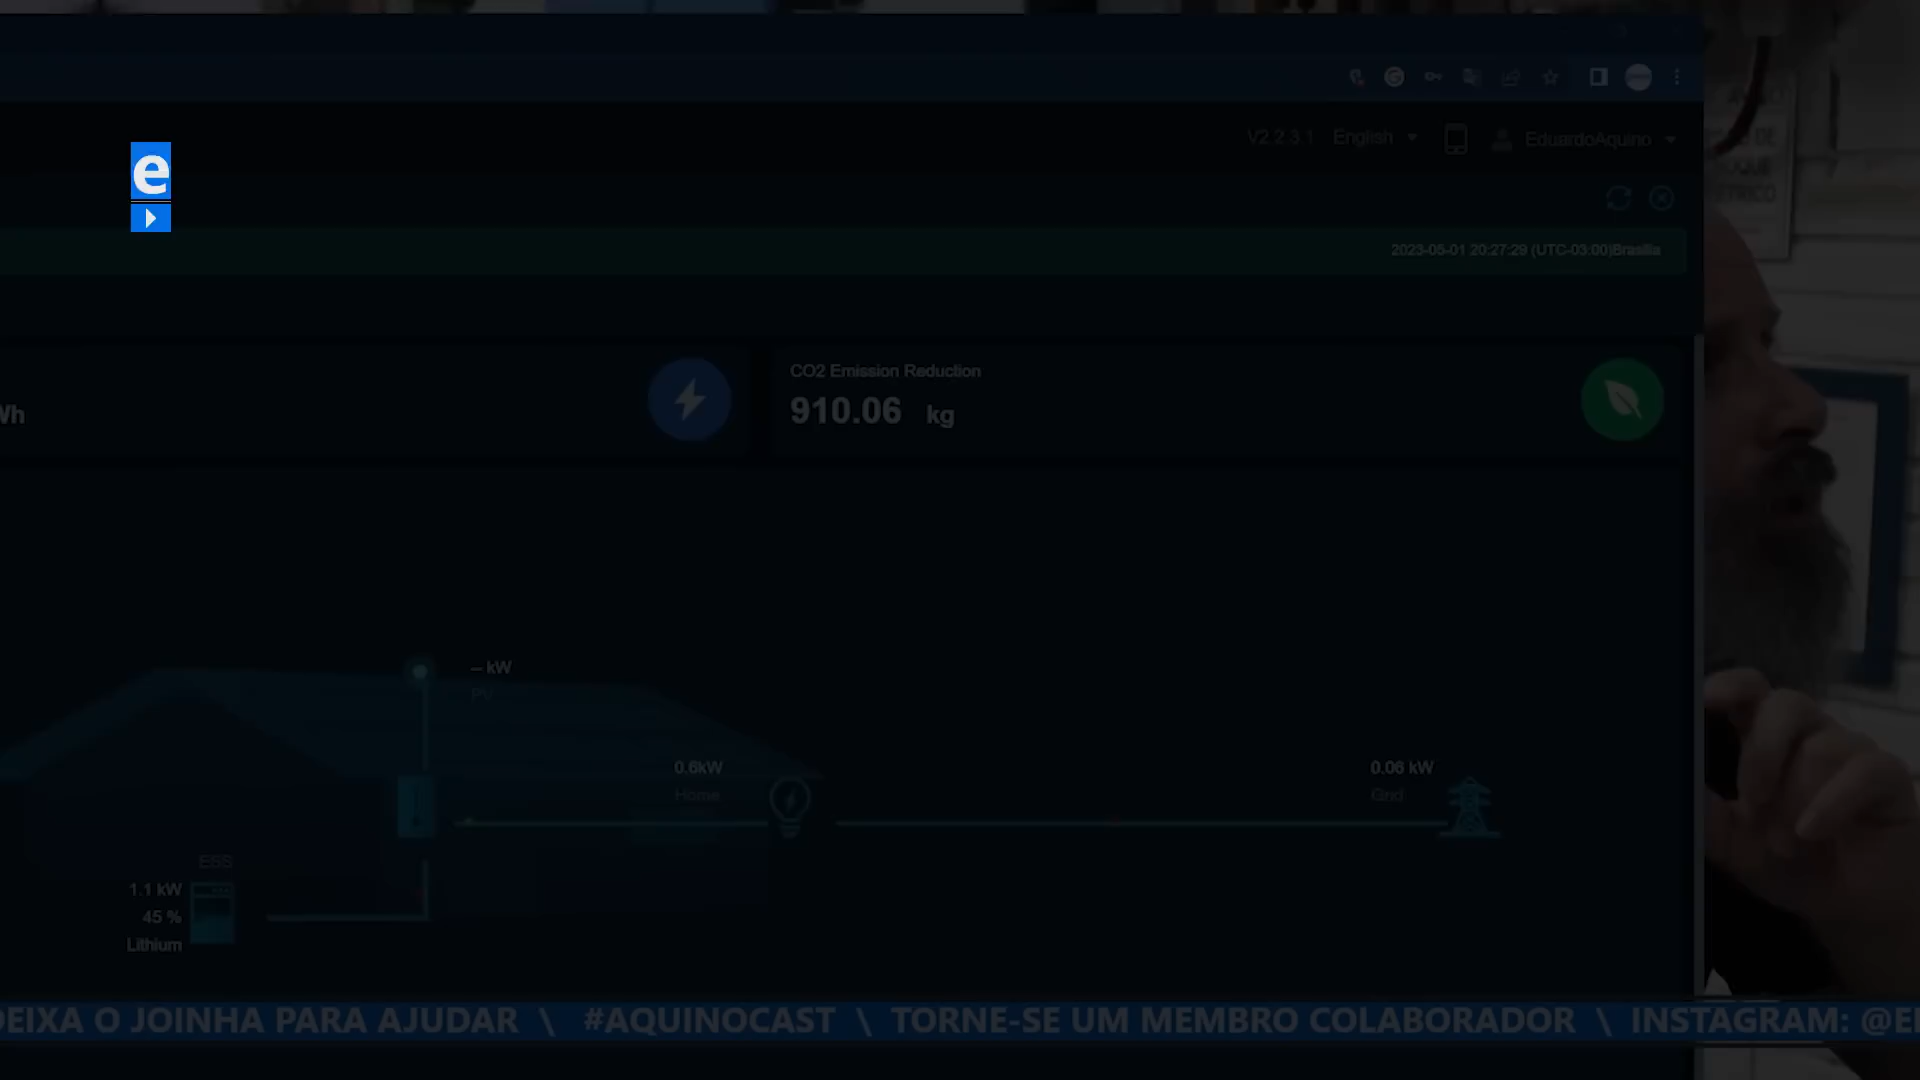 V2.2.3.1 English EduardoAquino
e
2023-05-01 20:27:29 (UTC-03:00)Brasilia
CO2 Emission Reduction
Wh
910.06 kg
-- kW
PV
0.6kW
Home
0.06 kW
Grid
ESS
1.1 kW
45 %
Lithium
DEIXA O JOINHA PARA AJUDAR \ #AQUINOCAST \ TORNE-SE UM MEMBRO COLABORADOR \ INSTAGRAM: